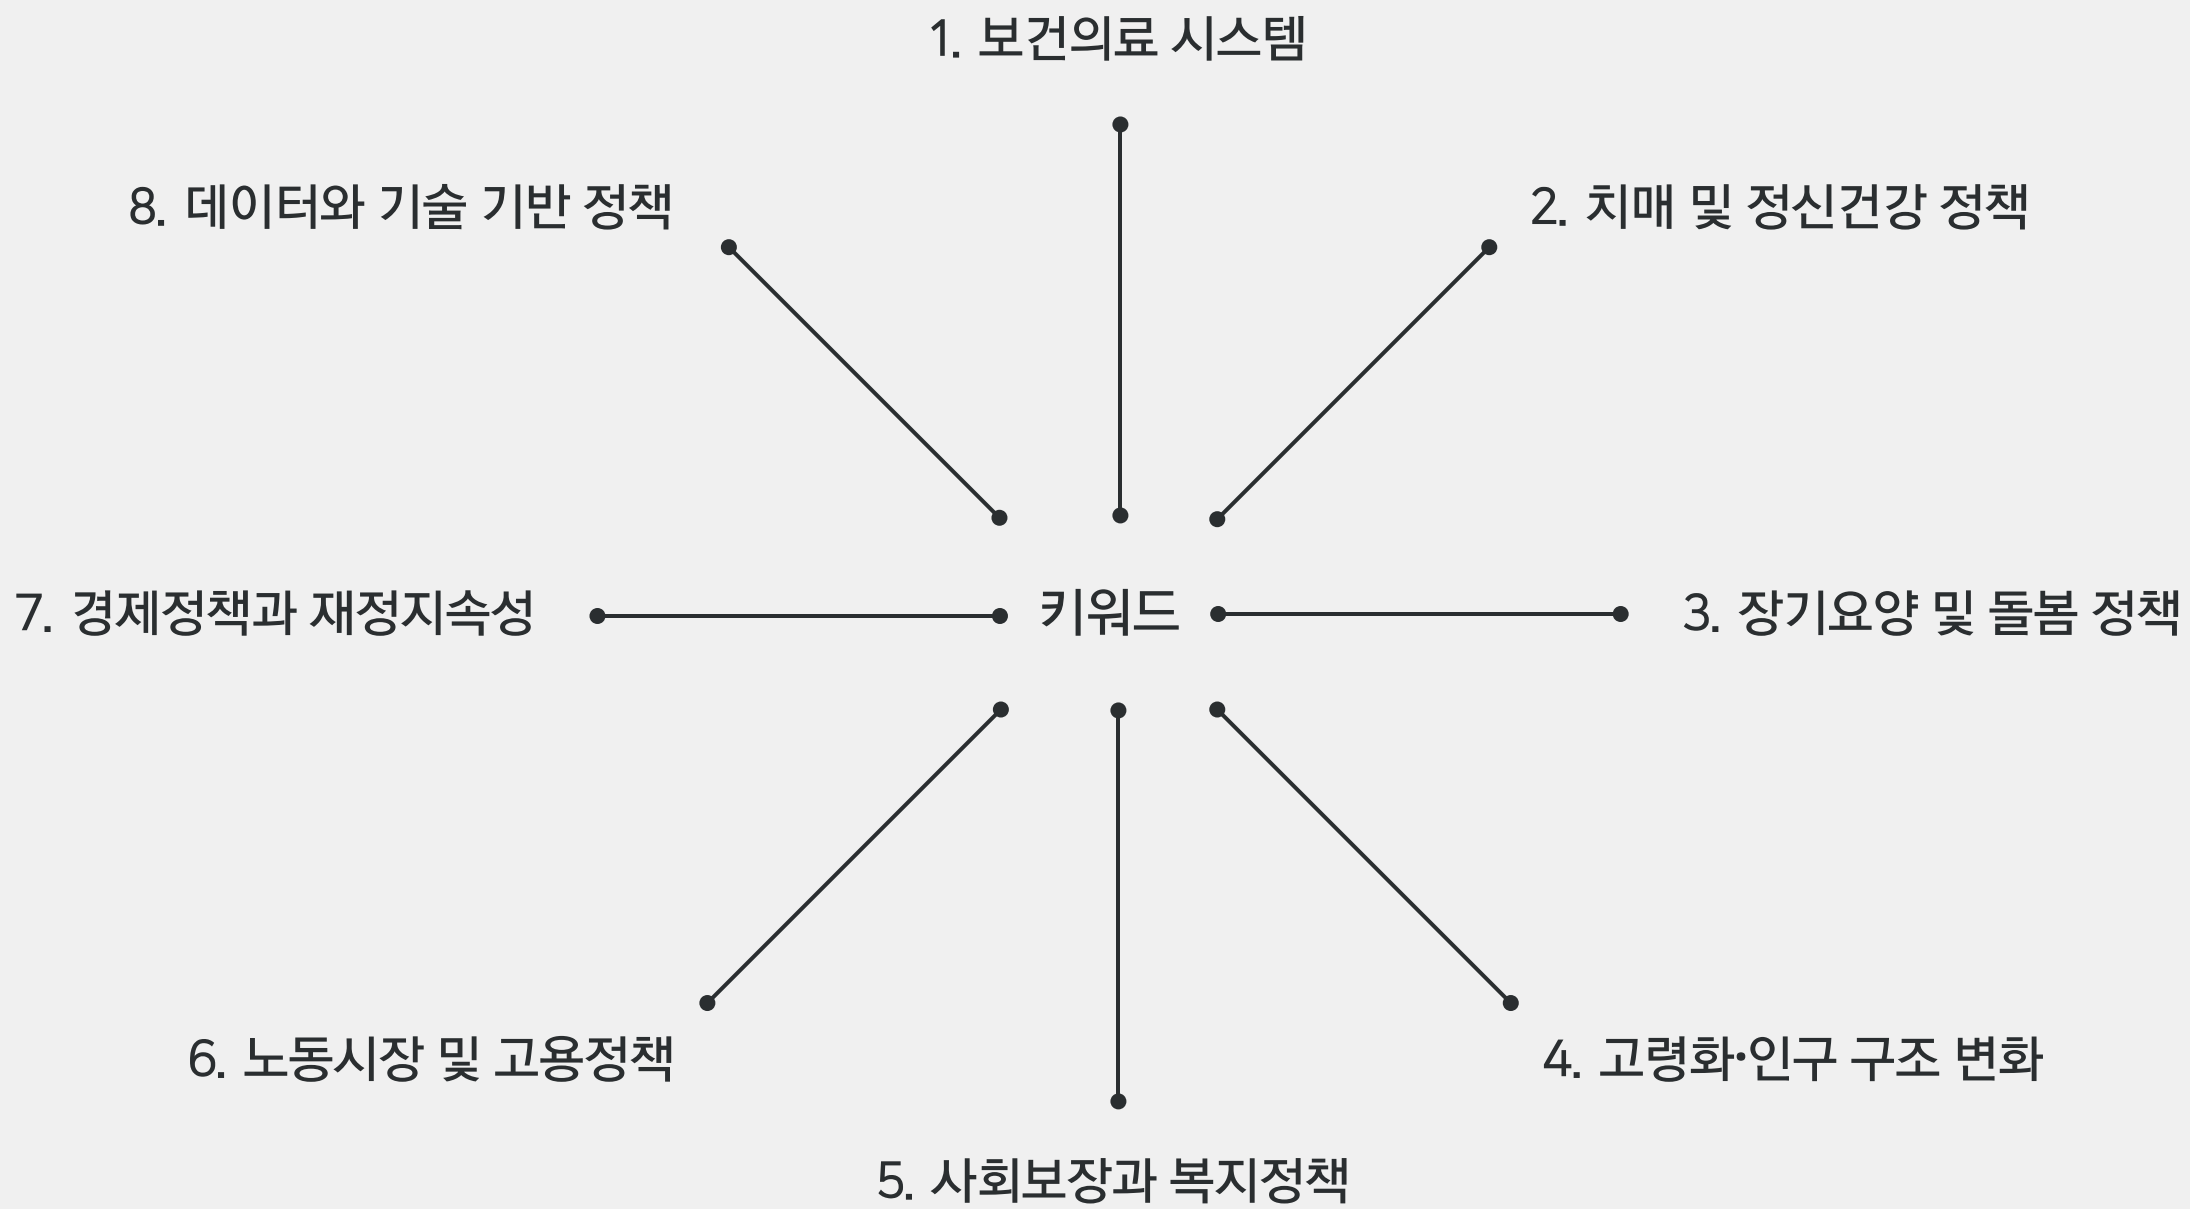 1. 보건의료 시스템
8. 데이터와 기술 기반 정책
2. 치매 및 정신건강 정책
7. 경제정책과 재정지속성
키워드
3. 장기요양 및 돌봄 정책
6. 노동시장 및 고용정책
4. 고령화·인구 구조 변화
5. 사회보장과 복지정책